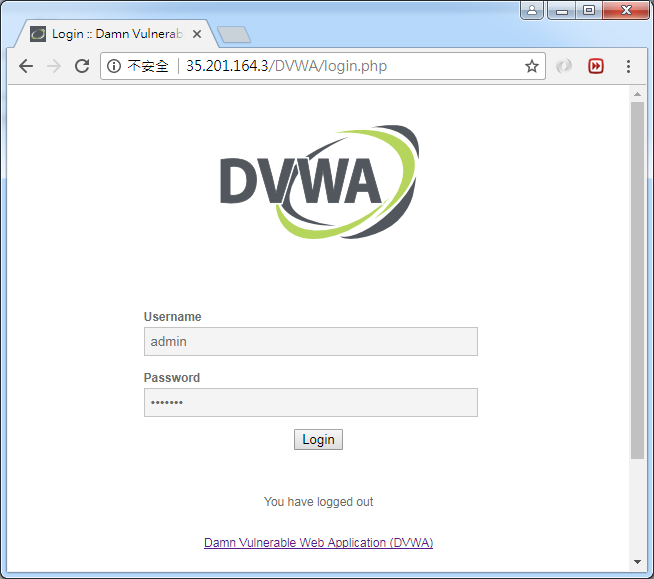 Login :: Damn Vulnerab
不安全 35.201.164.3/DVWA/login.php
DVWA
Username
admin
Password
•••••••
Login
You have logged out
Damn Vulnerable Web Application (DVWA)